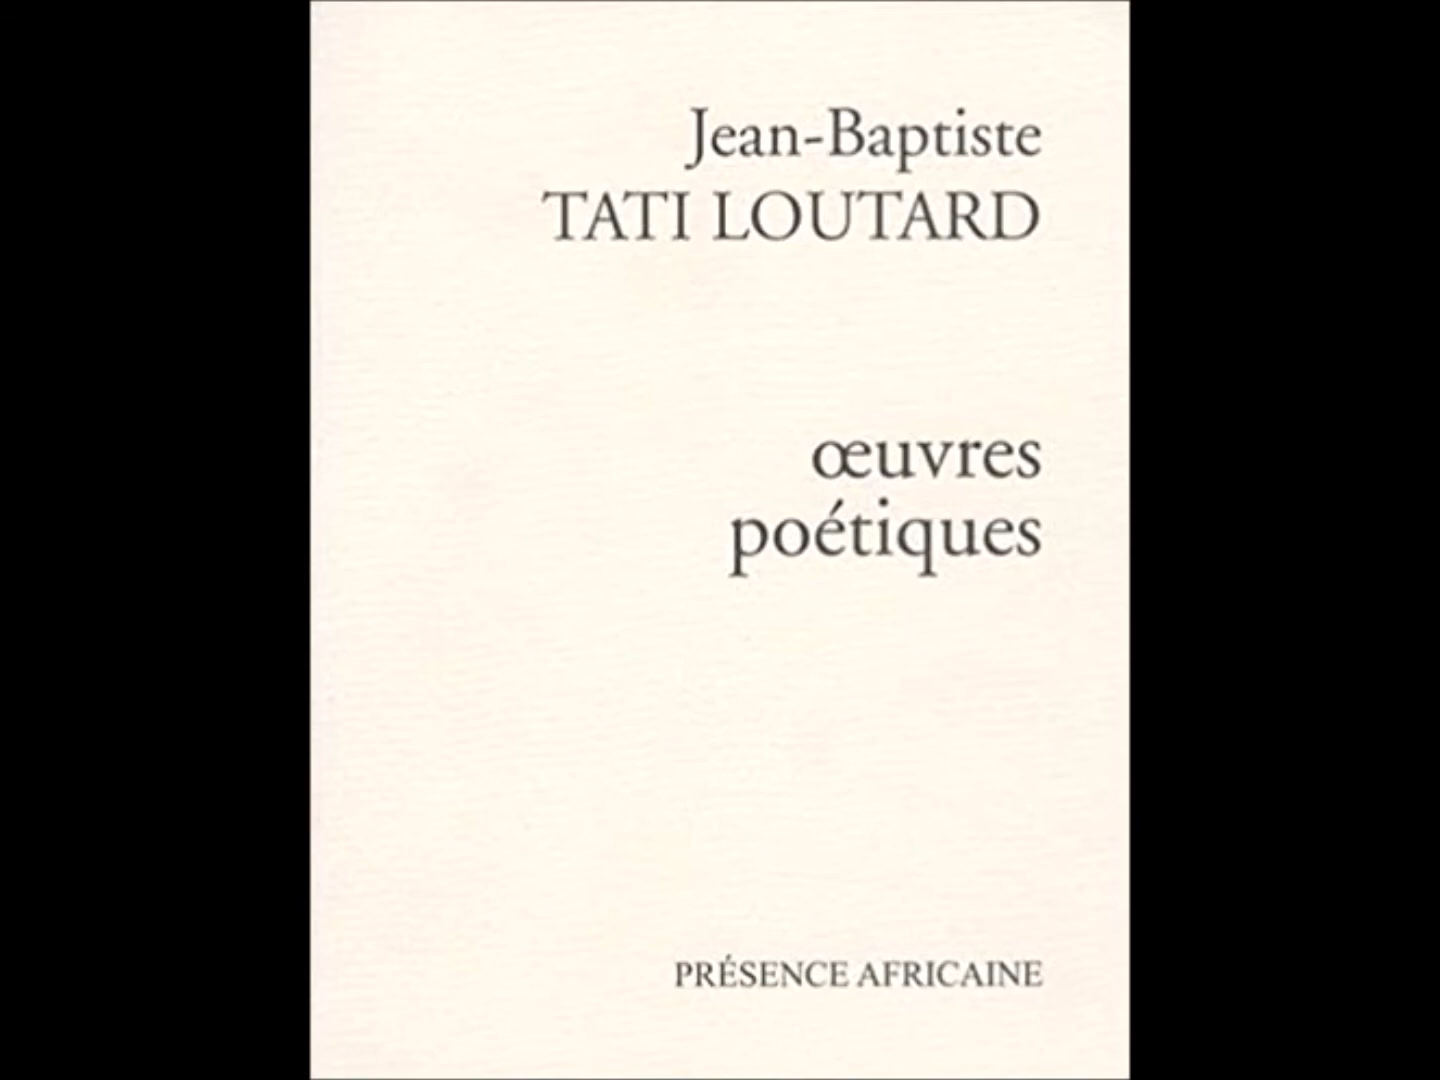 Jean-Baptiste
TATI LOUTARD
œuvres
poétiques
PRÉSENCE AFRICAINE